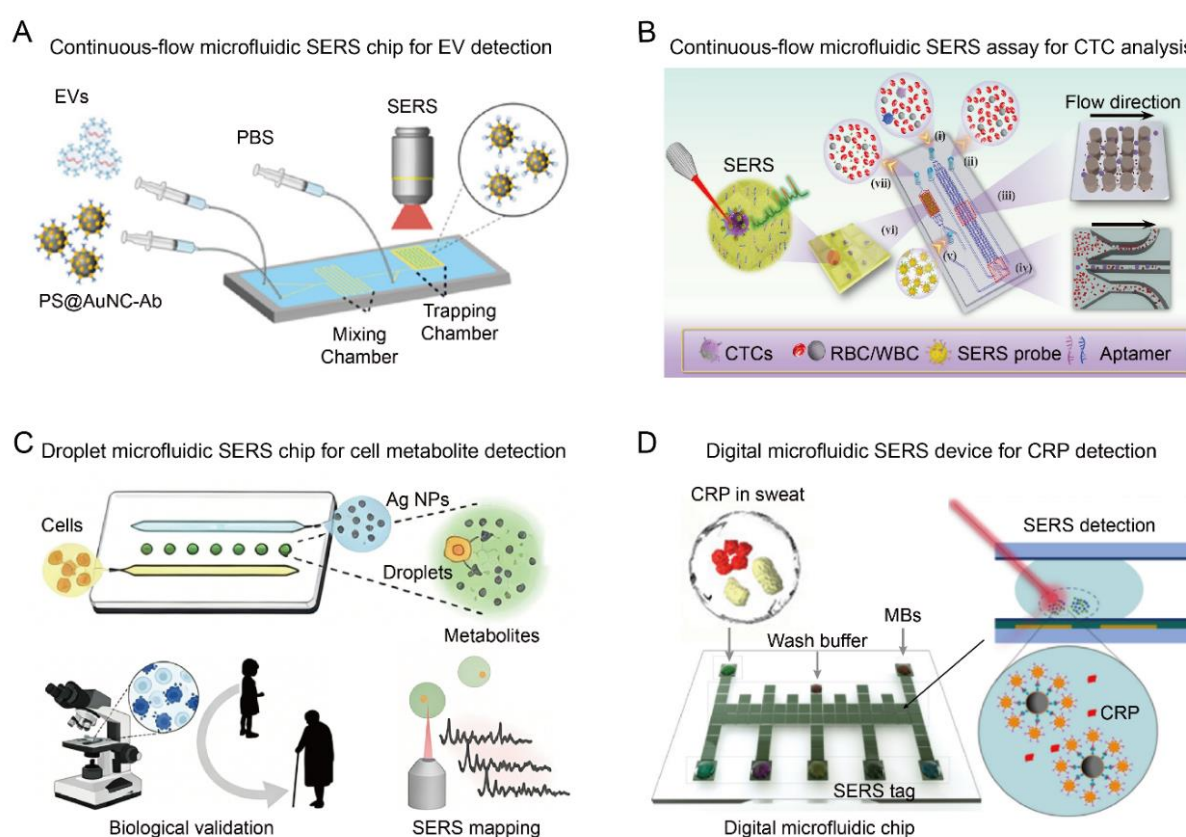 A
Continuous-flow microfluidic SERS chip for EV detection
EVs
PBS
SERS
PS@AuNC-Ab
Mixing
Chamber
Trapping
Chamber
B
Continuous-flow microfluidic SERS assay for CTC analysis
SERS
(i)
(ii)
(iii)
(iv)
(v)
(vi)
(vii)
Flow direction
CTCs
RBC/WBC
SERS probe
Aptamer
C
Droplet microfluidic SERS chip for cell metabolite detection
Cells
Ag NPs
Droplets
Metabolites
Biological validation
SERS mapping
D
Digital microfluidic SERS device for CRP detection
CRP in sweat
Wash buffer
MBs
SERS tag
Digital microfluidic chip
SERS detection
CRP